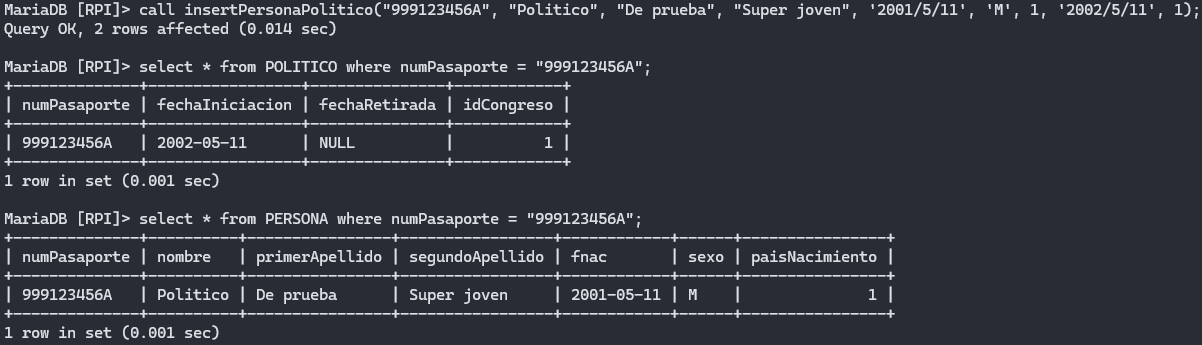 MariaDB [RPI]> call insertPersonaPolitico("999123456A", "Politico", "De prueba", "Super joven", '2001/5/11', 'M', 1, '2002/5/11', 1);
Query OK, 2 rows affected (0.014 sec)
MariaDB [RPI]> select * from POLITICO where numPasaporte = "999123456A";
+--------------+-----------------+---------------+------------+
| numPasaporte | fechaIniciacion | fechaRetirada | idCongreso |
+--------------+-----------------+---------------+------------+
| 999123456A   | 2002-05-11      | NULL          |          1 |
+--------------+-----------------+---------------+------------+
1 row in set (0.001 sec)
MariaDB [RPI]> select * from PERSONA where numPasaporte = "999123456A";
+--------------+----------+----------------+-----------------+------------+------+----------------+
| numPasaporte | nombre   | primerApellido | segundoApellido | fnac       | sexo | paisNacimiento |
+--------------+----------+----------------+-----------------+------------+------+----------------+
| 999123456A   | Politico | De prueba      | Super joven     | 2001-05-11 | M    |              1 |
+--------------+----------+----------------+-----------------+------------+------+----------------+
1 row in set (0.001 sec)